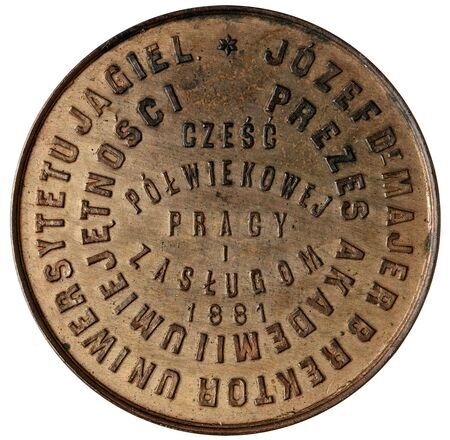 JÓZEF Dr MAJER B. REKTOR UNIWERSYTETU JAGIEL.
PREZES AKADEMII UMIEJĘTNOŚCI
CZEŚĆ
PÓŁWIEKOWEJ
PRACY
I
ZASŁUGOM
1881